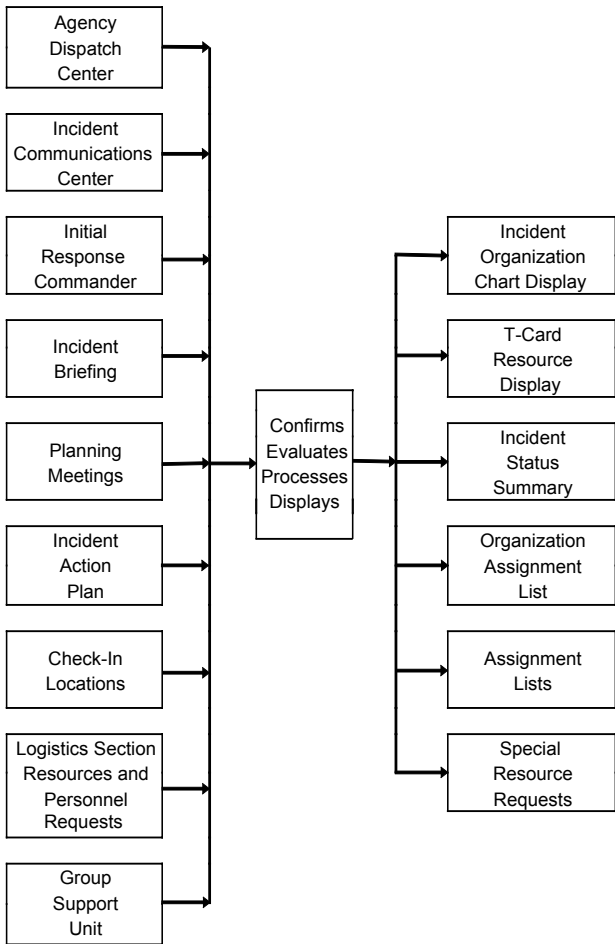 Agency
Dispatch
Center
Incident
Communications
Center
Initial
Response
Commander
Incident
Briefing
Planning
Meetings
Incident
Action
Plan
Check-In
Locations
Logistics Section
Resources and
Personnel
Requests
Group
Support
Unit
Confirms
Evaluates
Processes
Displays
Incident
Organization
Chart Display
T-Card
Resource
Display
Incident
Status
Summary
Organization
Assignment
List
Assignment
Lists
Special
Resource
Requests